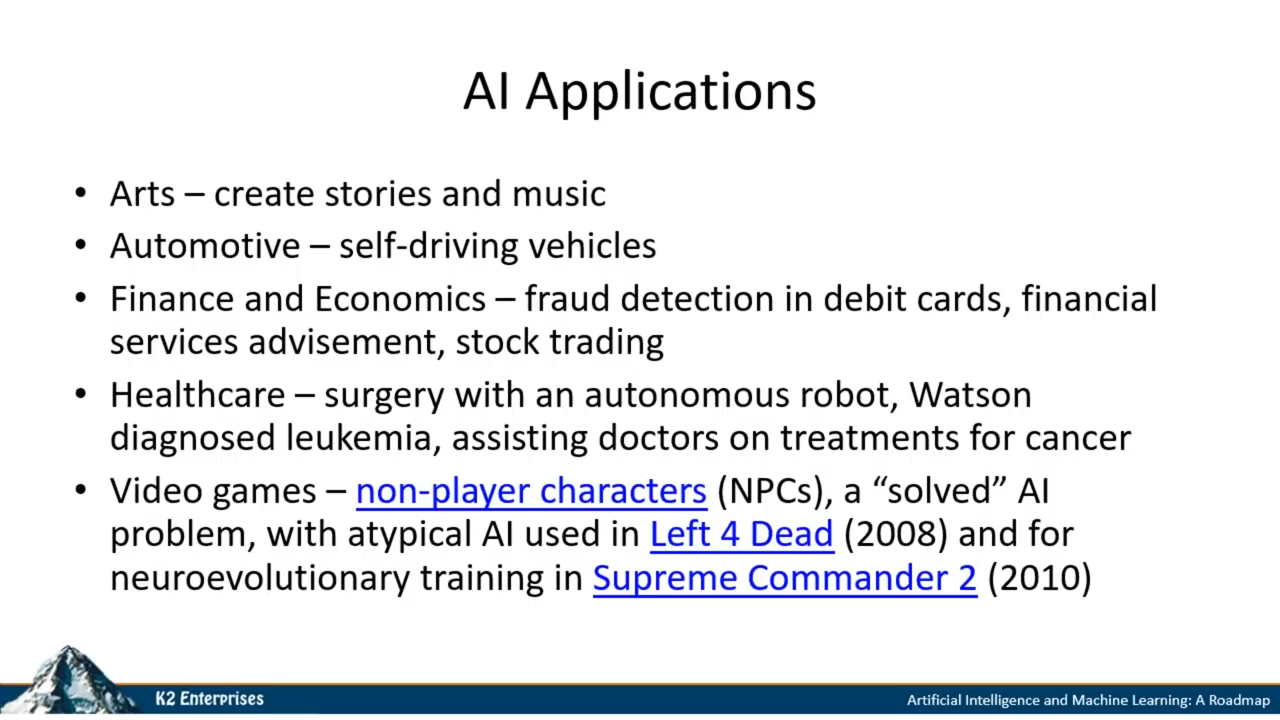 AI Applications
• Arts – create stories and music
• Automotive – self-driving vehicles
• Finance and Economics – fraud detection in debit cards, financial
services advisement, stock trading
• Healthcare – surgery with an autonomous robot, Watson
diagnosed leukemia, assisting doctors on treatments for cancer
• Video games – non-player characters (NPCs), a “solved” AI
problem, with atypical AI used in Left 4 Dead (2008) and for
neuroevolutionary training in Supreme Commander 2 (2010)
K2 Enterprises
Artificial Intelligence and Machine Learning: A Roadmap